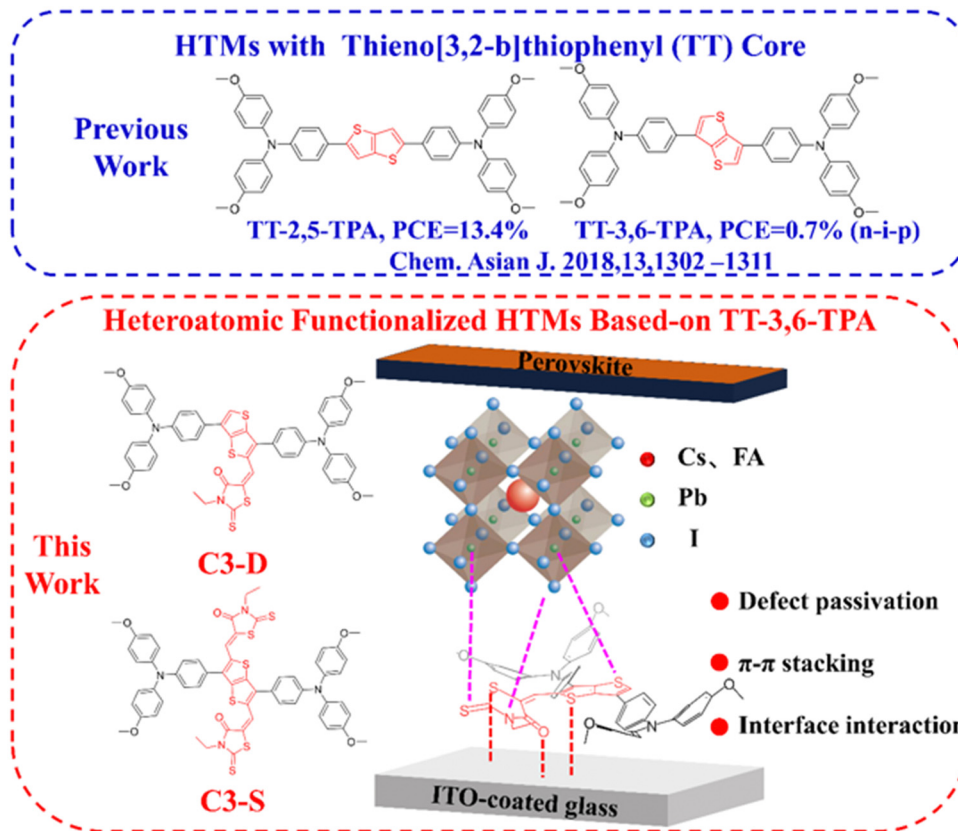 HTMs with Thieno[3,2-b]thiophenyl (TT) Core
Previous
Work
TT-2,5-TPA, PCE=13.4%
TT-3,6-TPA, PCE=0.7% (n-i-p)
Chem. Asian J. 2018,13,1302–1311
Heteroatomic Functionalized HTMs Based-on TT-3,6-TPA
This
Work
C3-D
C3-S
Perovskite
Cs、FA
Pb
I
Defect passivation
π-π stacking
Interface interaction
ITO-coated glass